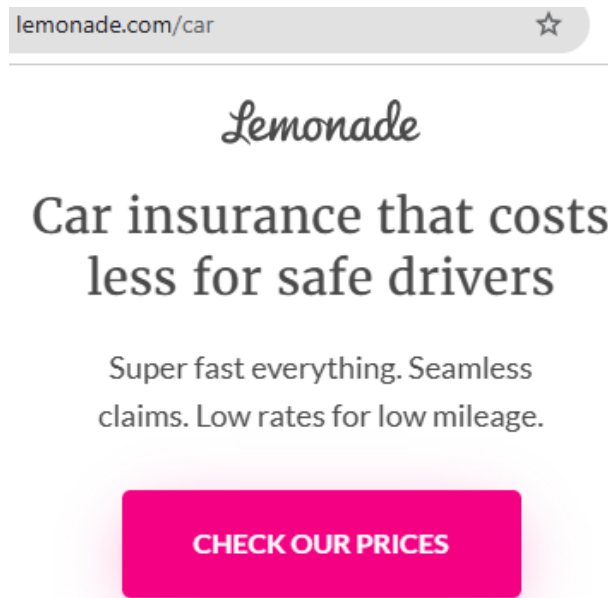 lemonade.com/car
Lemonade
Car insurance that costs
less for safe drivers
Super fast everything. Seamless
claims. Low rates for low mileage.
CHECK OUR PRICES